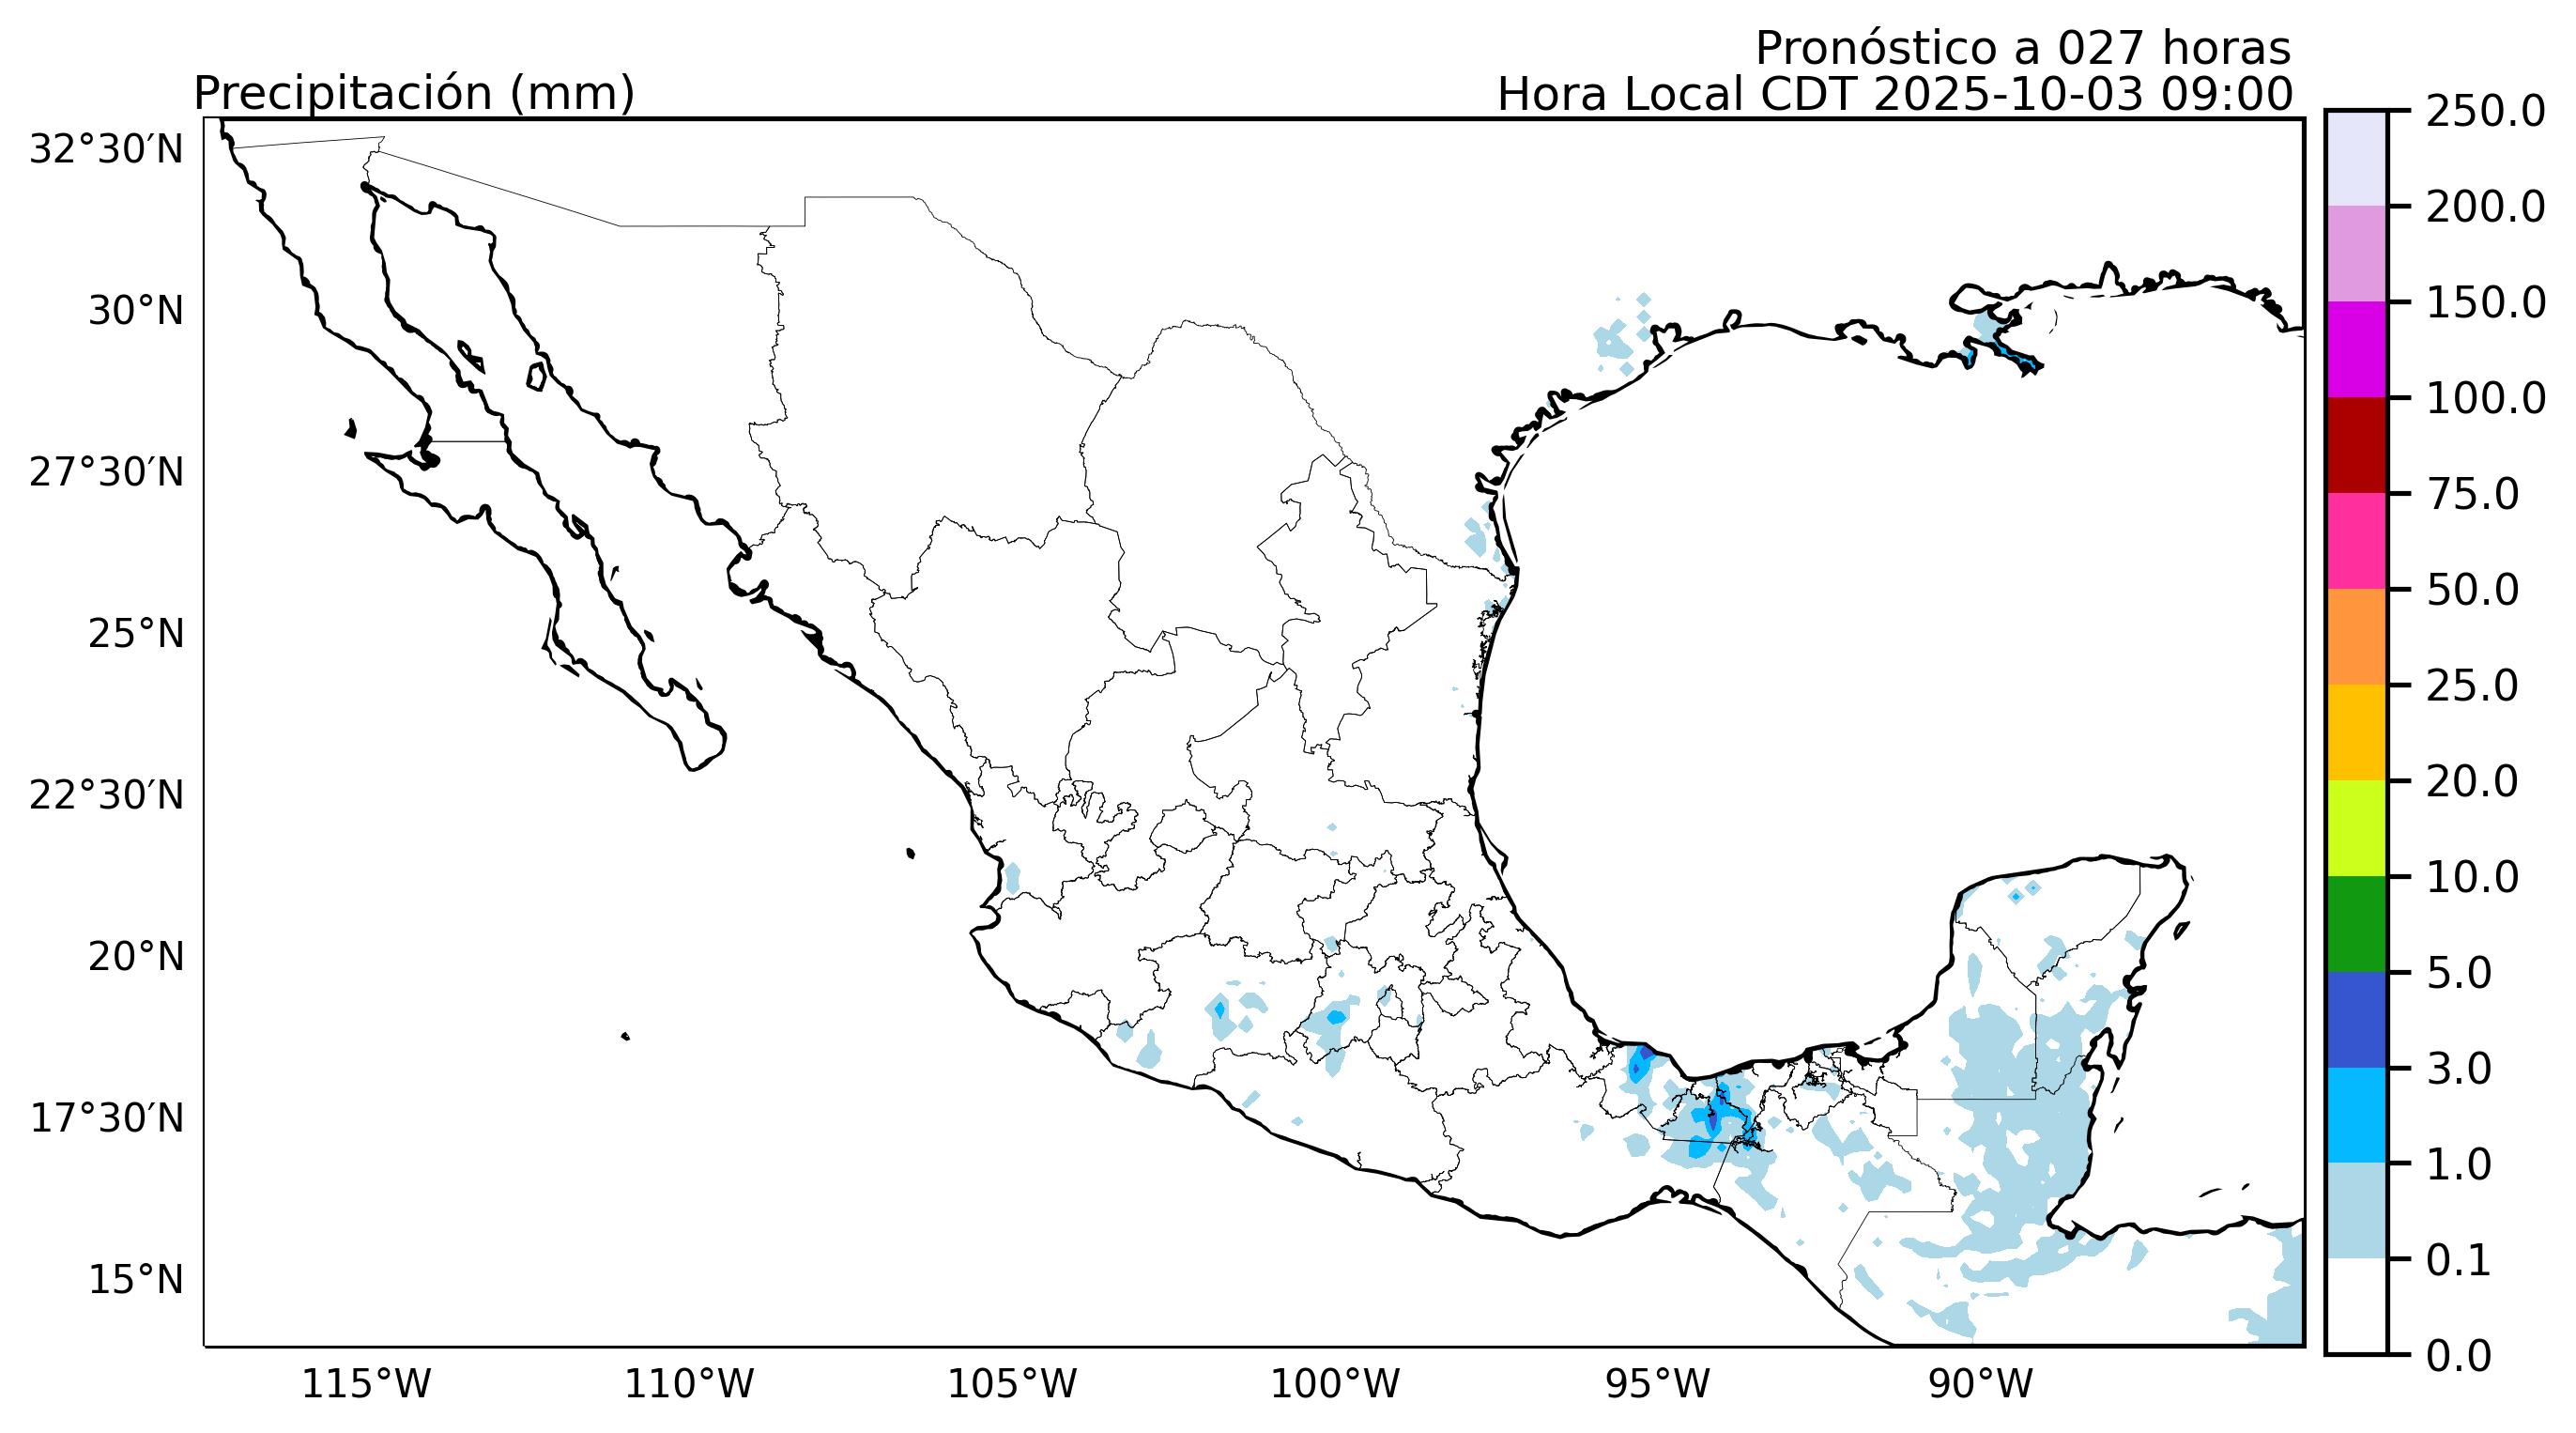 Pronóstico a 027 horas
Precipitación (mm)
Hora Local CDT 2025-10-03 09:00
32°30′N
30°N
27°30′N
25°N
22°30′N
20°N
17°30′N
15°N
115°W
110°W
105°W
100°W
95°W
90°W
250.0
200.0
150.0
100.0
75.0
50.0
25.0
20.0
10.0
5.0
3.0
1.0
0.1
0.0